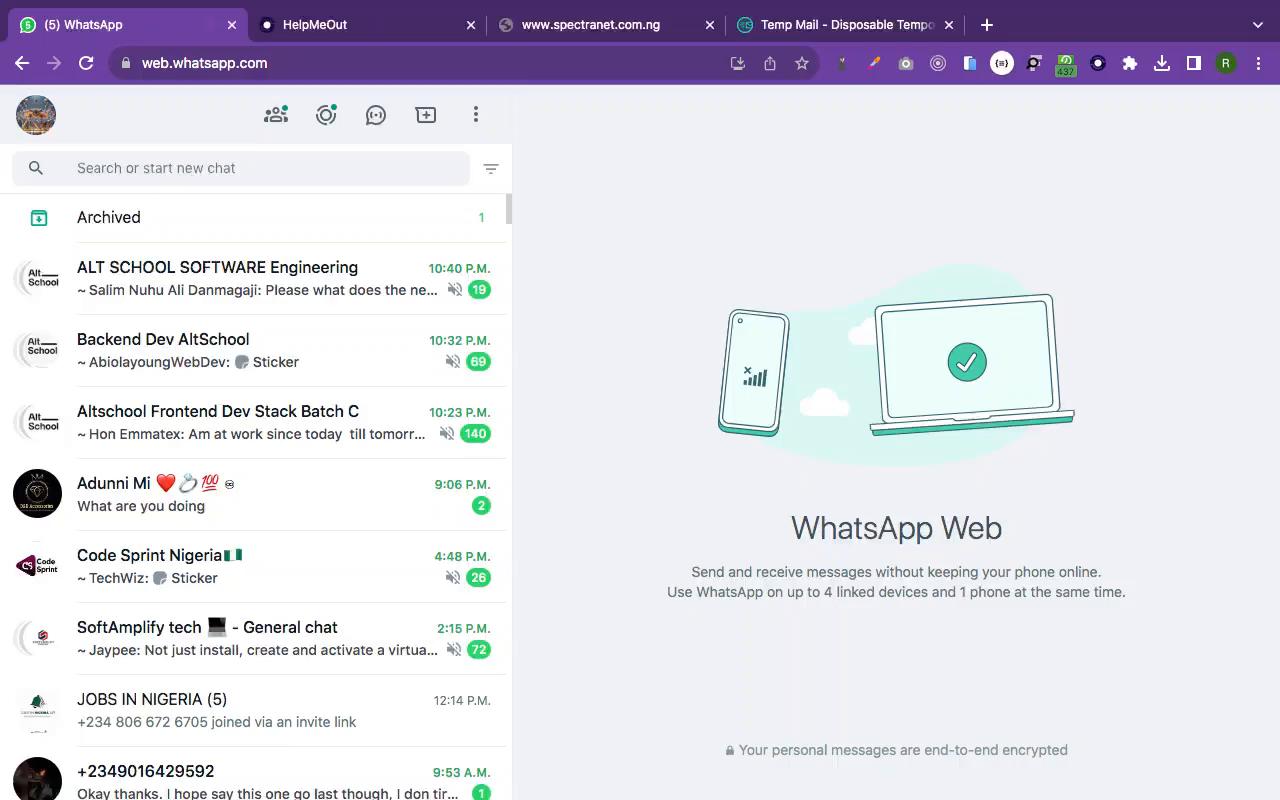 (5) WhatsApp
HelpMeOut
www.spectranet.com.ng
Temp Mail - Disposable Tempo
web.whatsapp.com
437
R
Search or start new chat
Archived 1
Alt School
ALT SCHOOL SOFTWARE Engineering 10:40 P.M.
~ Salim Nuhu Ali Danmagaji: Please what does the ne... 19
Alt School
Backend Dev AltSchool 10:32 P.M.
~ AbiolayoungWebDev: Sticker 69
Alt School
Altschool Frontend Dev Stack Batch C 10:23 P.M.
~ Hon Emmatex: Am at work since today till tomorr... 140
Adunni Mi ❤️💍💯♾ 9:06 P.M.
What are you doing 2
Code Sprint
Code Sprint Nigeria🇳🇬 4:48 P.M.
~ TechWiz: Sticker 26
SoftAmplify tech 💻 - General chat 2:15 P.M.
~ Jaypee: Not just install, create and activate a virtua... 72
JOBS IN NIGERIA (5) 12:14 P.M.
+234 806 672 6705 joined via an invite link
+2349016429592 9:53 A.M.
Okay thanks. I hope say this one go last though, I don tir... 1
WhatsApp Web
Send and receive messages without keeping your phone online.
Use WhatsApp on up to 4 linked devices and 1 phone at the same time.
Your personal messages are end-to-end encrypted